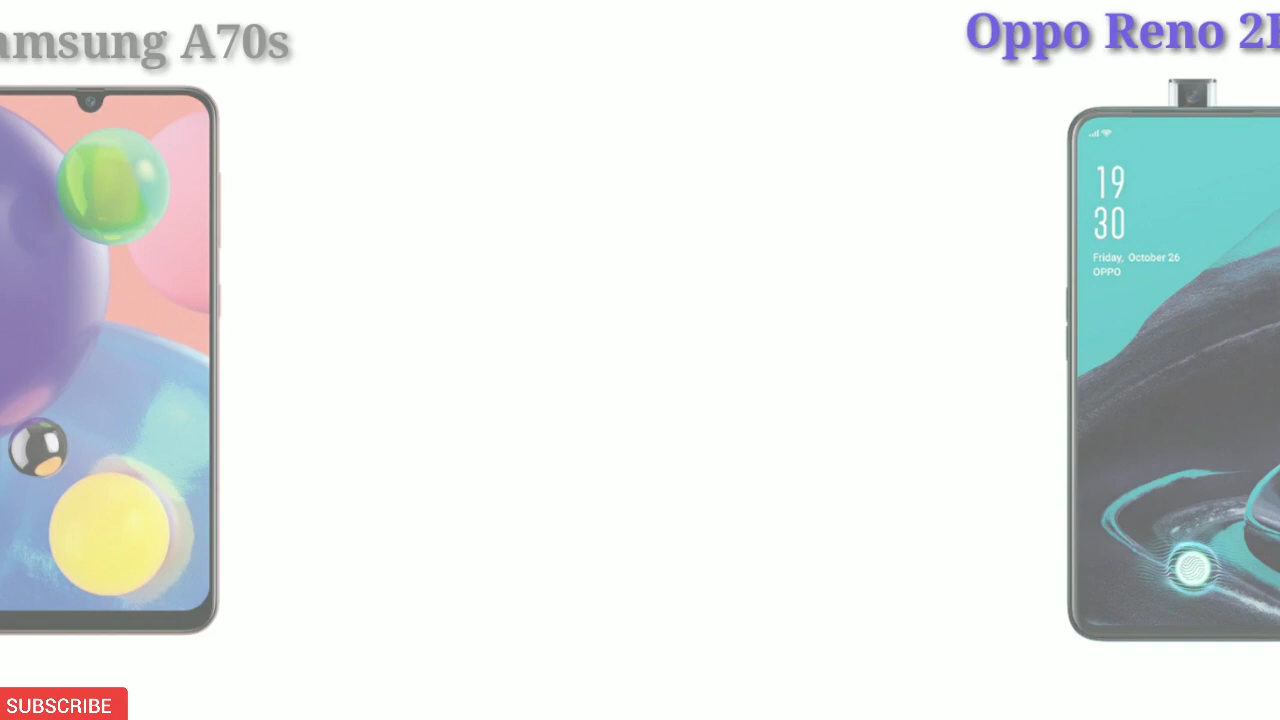 amsung A70s
Oppo Reno 2
19
30
Friday, October 26
OPPO
SUBSCRIBE